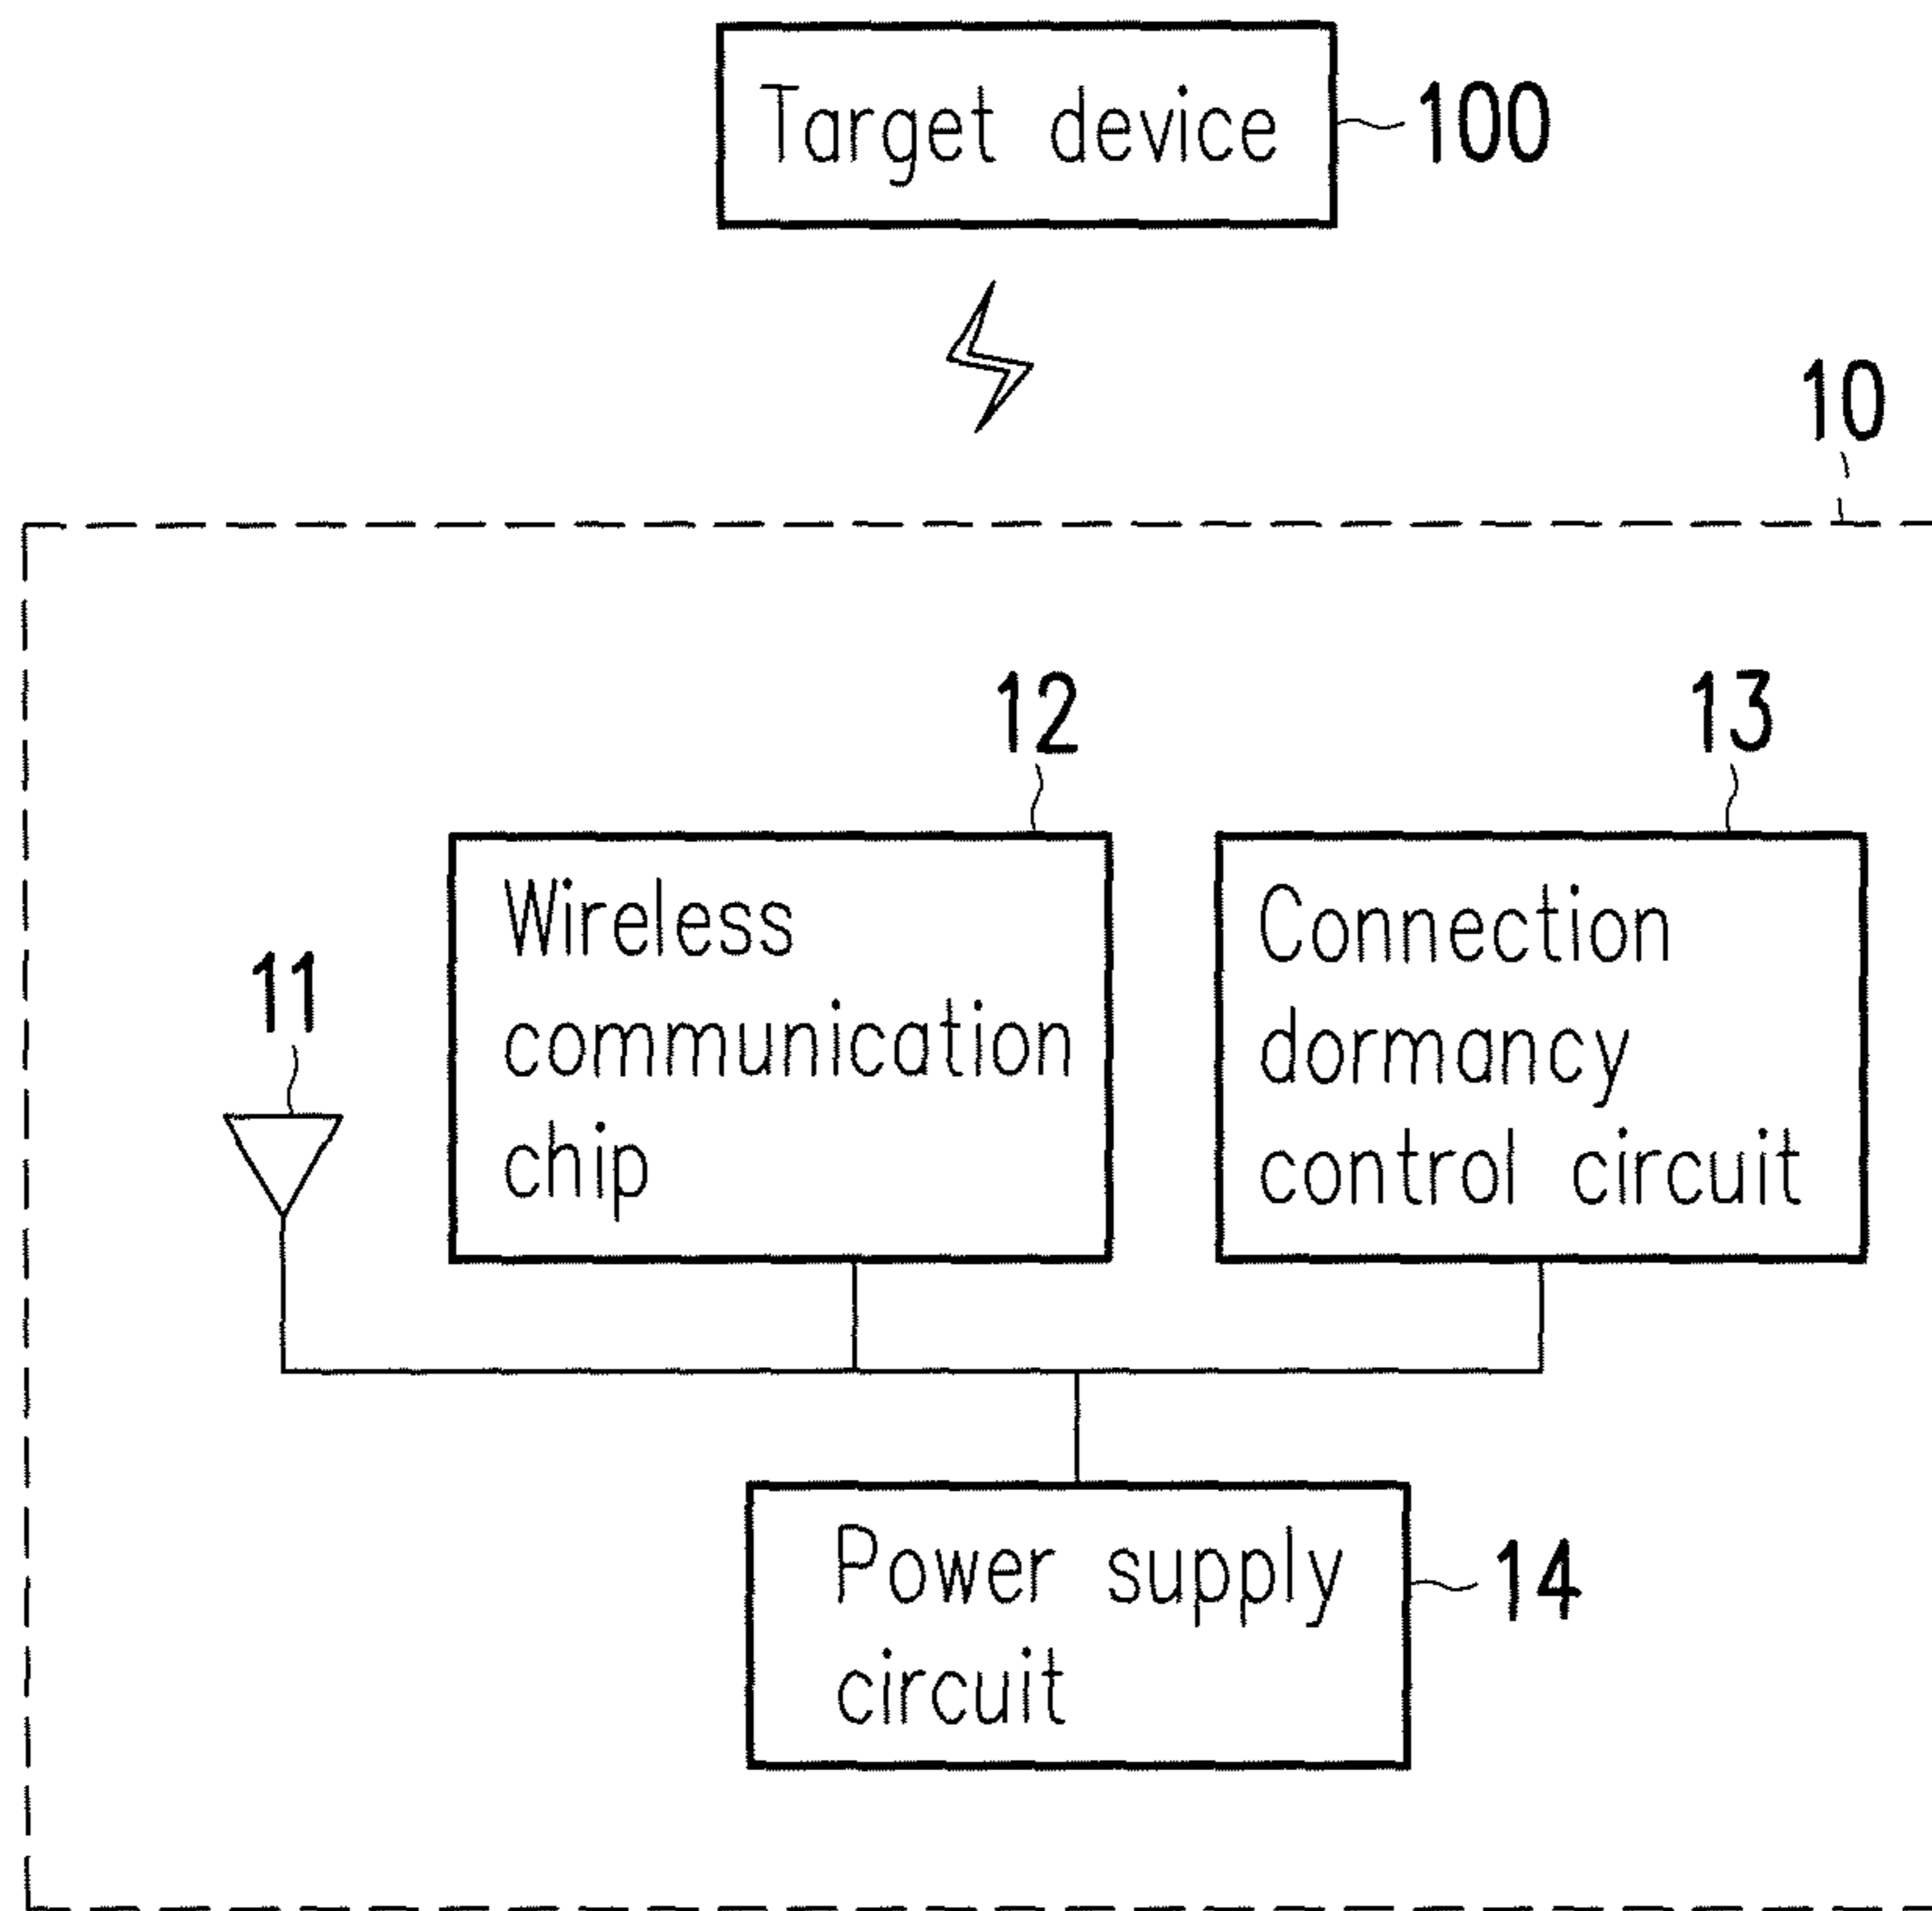 Target device
100
10
12
13
11
Wireless
communication
chip
Connection
dormancy
control circuit
Power supply
circuit
14